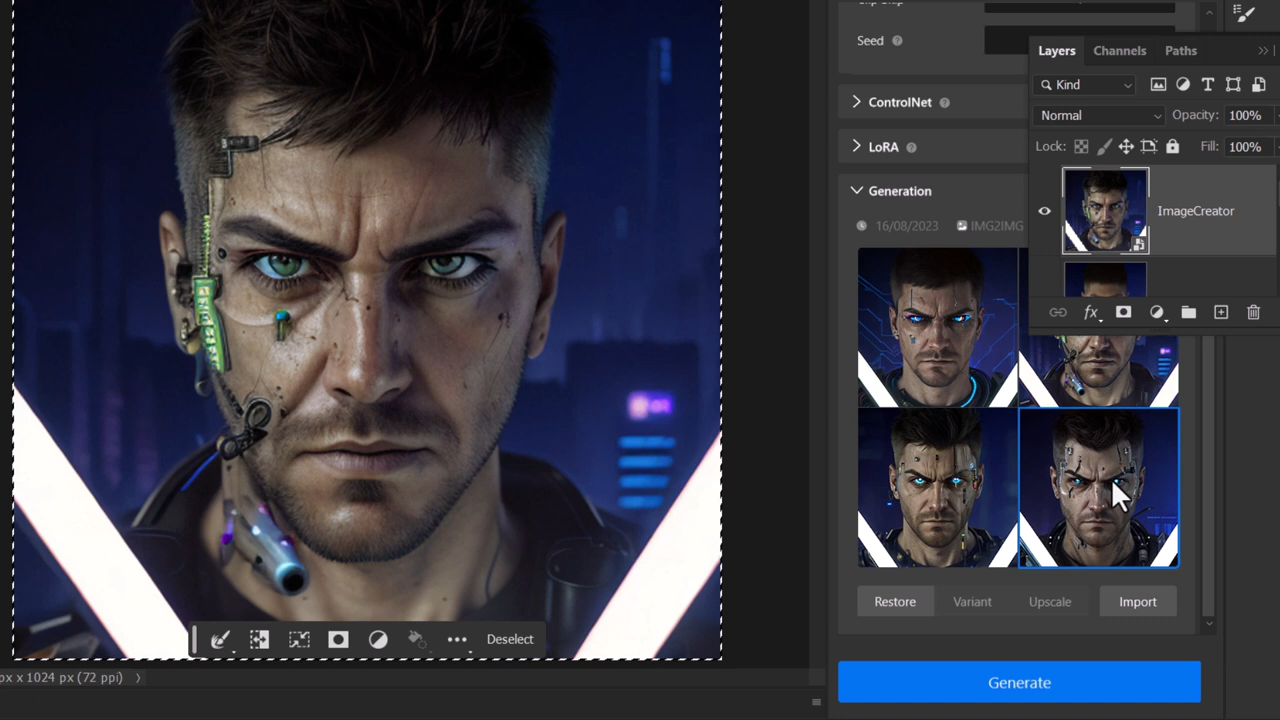 Seed
Layers Channels Paths
Kind
ControlNet
Normal Opacity: 100%
LoRA
Lock: Fill: 100%
Generation
ImageCreator
16/08/2023 IMG2IMG
fx
Restore Variant Upscale Import
Deselect
px x 1024 px (72 ppi)
Generate